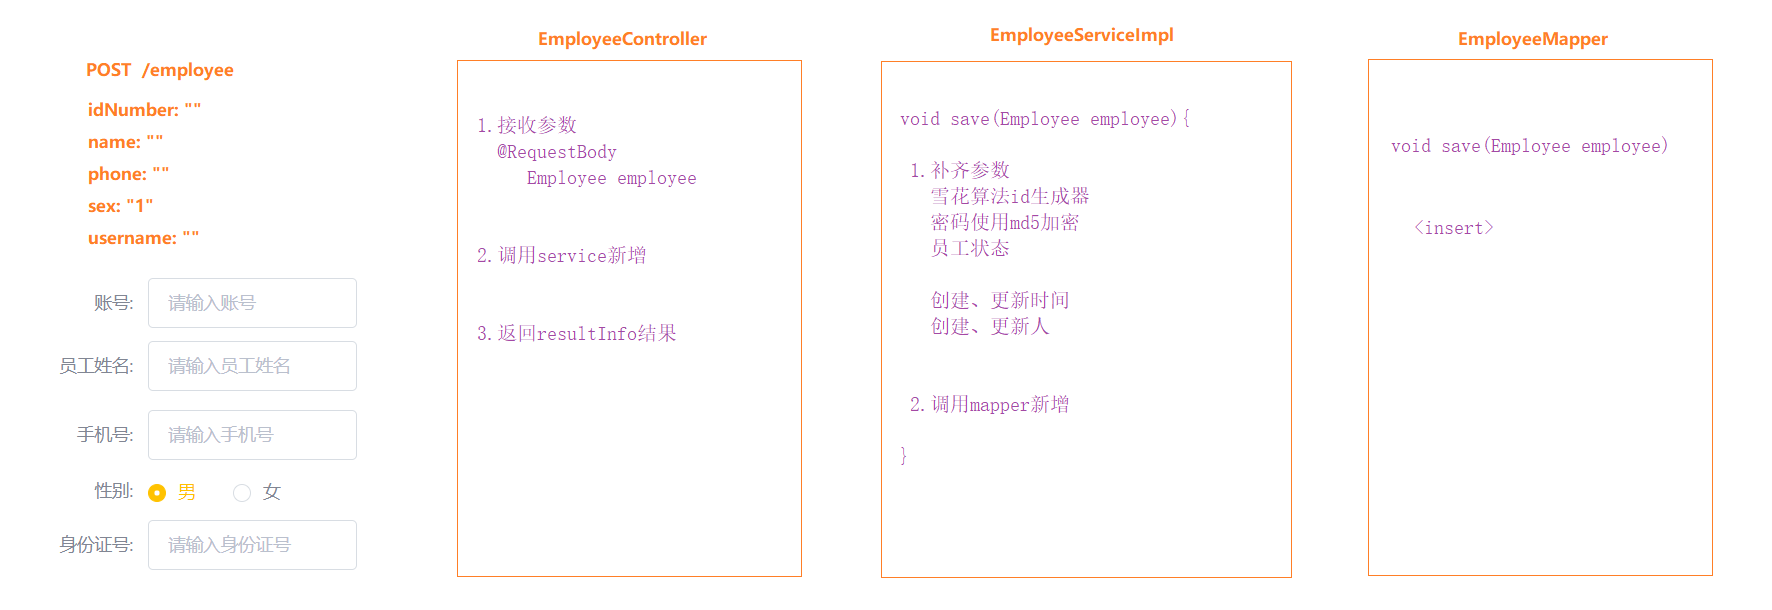 POST /employee
idNumber: ""
name: ""
phone: ""
sex: "1"
username: ""
账号: 请输入账号
员工姓名: 请输入员工姓名
手机号: 请输入手机号
性别: 男 女
身份证号: 请输入身份证号
EmployeeController
1.接收参数
@RequestBody
Employee employee
2.调用service新增
3.返回resultInfo结果
EmployeeServiceImpl
void save(Employee employee){
1.补齐参数
雪花算法id生成器
密码使用md5加密
员工状态
创建、更新时间
创建、更新人
2.调用mapper新增
}
EmployeeMapper
void save(Employee employee)
<insert>